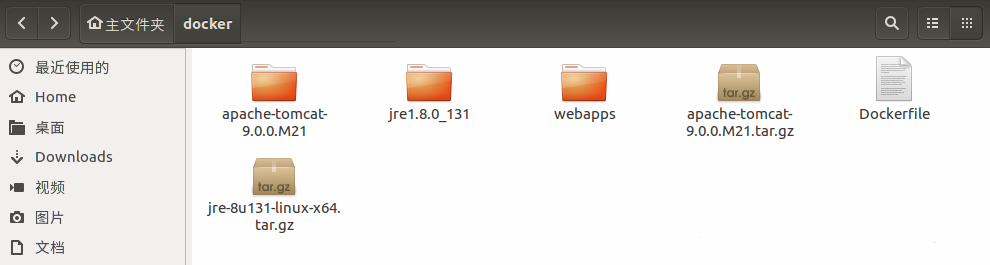 主文件夹 docker
最近使用的
Home
桌面
Downloads
视频
图片
文档
apache-tomcat-
9.0.0.M21
jre1.8.0_131
webapps
tar.gz
apache-tomcat-
9.0.0.M21.tar.gz
Dockerfile
tar.gz
jre-8u131-linux-x64.
tar.gz